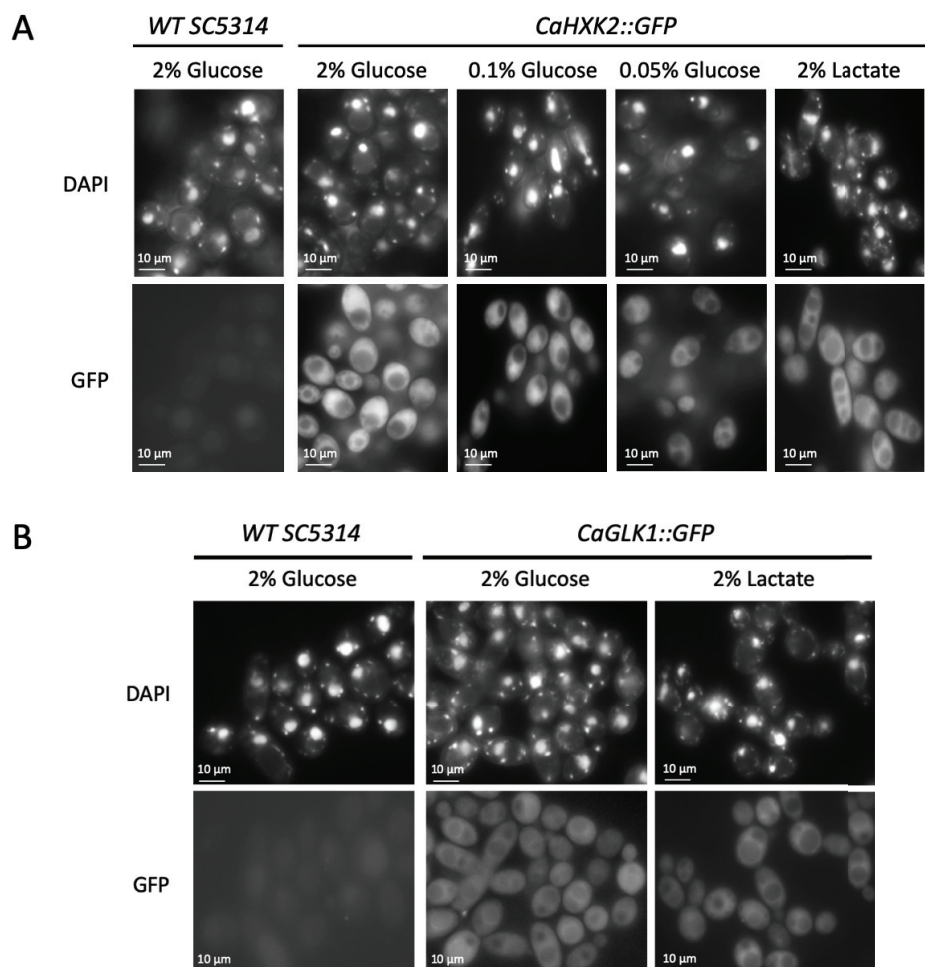 A
WT SC5314 CaHXK2::GFP
2% Glucose 2% Glucose 0.1% Glucose 0.05% Glucose 2% Lactate
DAPI
10 µm 10 µm 10 µm 10 µm 10 µm
GFP
10 µm 10 µm 10 µm 10 µm 10 µm
B
WT SC5314 CaGLK1::GFP
2% Glucose 2% Glucose 2% Lactate
DAPI
10 µm 10 µm 10 µm
GFP
10 µm 10 µm 10 µm